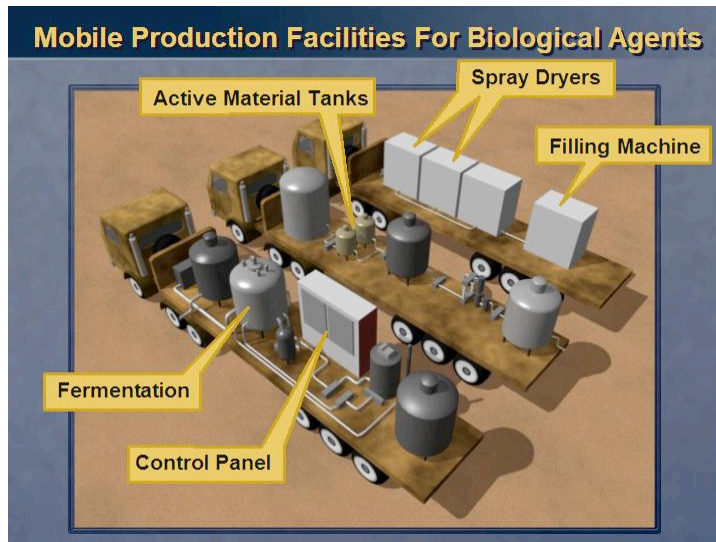 Mobile Production Facilities For Biological Agents
Spray Dryers
Active Material Tanks
Filling Machine
Fermentation
Control Panel